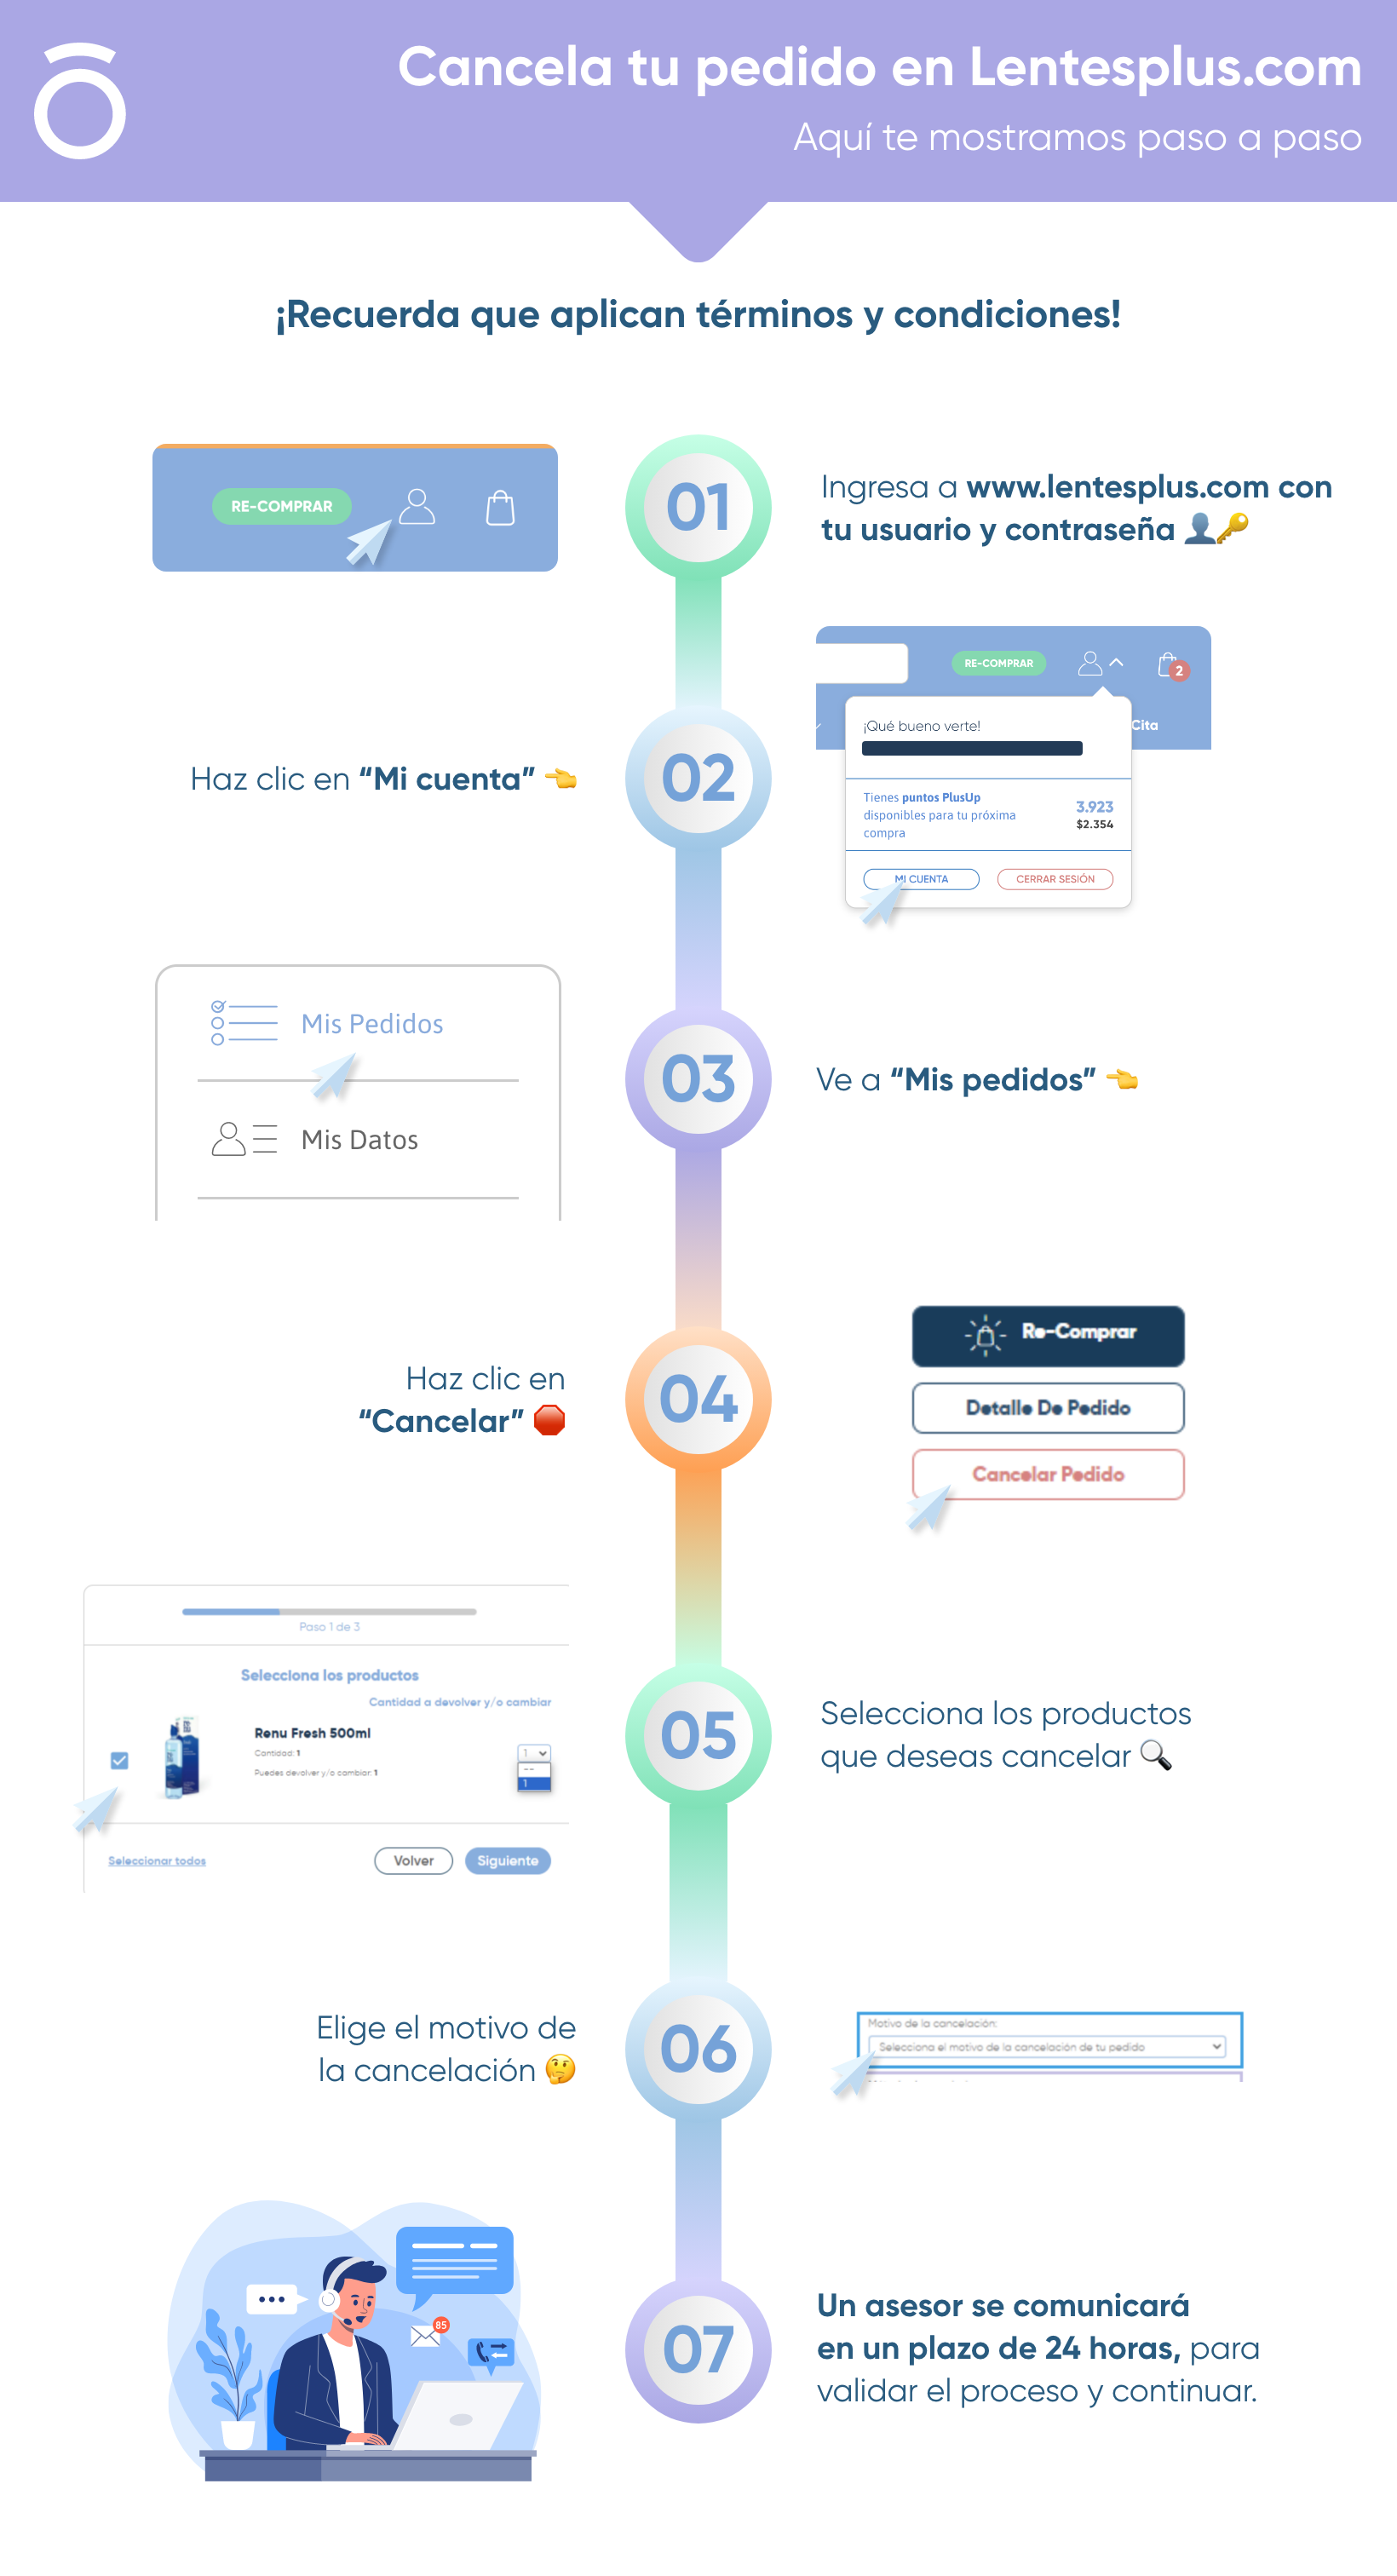 Cancela tu pedido en Lentesplus.com
Aquí te mostramos paso a paso
¡Recuerda que aplican términos y condiciones!
RE-COMPRAR
01
Ingresa a www.lentesplus.com con
tu usuario y contraseña
Haz clic en “Mi cuenta”
02
RE-COMPRAR
2
Cita
¡Qué bueno verte!
Tienes puntos PlusUp
disponibles para tu próxima
compra
3.923
$2.354
MI CUENTA
CERRAR SESIÓN
Mis Pedidos
Mis Datos
03
Ve a “Mis pedidos”
Haz clic en
“Cancelar”
04
Re-Comprar
Detalle De Pedido
Cancelar Pedido
Paso 1 de 3
Selecciona los productos
Cantidad a devolver y/o cambiar
Renu Fresh 500ml
Cantidad: 1
Puedes devolver y/o cambiar: 1
1
--
1
Seleccionar todos
Volver
Siguiente
05
Selecciona los productos
que deseas cancelar
Elige el motivo de
la cancelación
06
Motivo de la cancelación:
Selecciona el motivo de la cancelación de tu pedido
85
07
Un asesor se comunicará
en un plazo de 24 horas, para
validar el proceso y continuar.